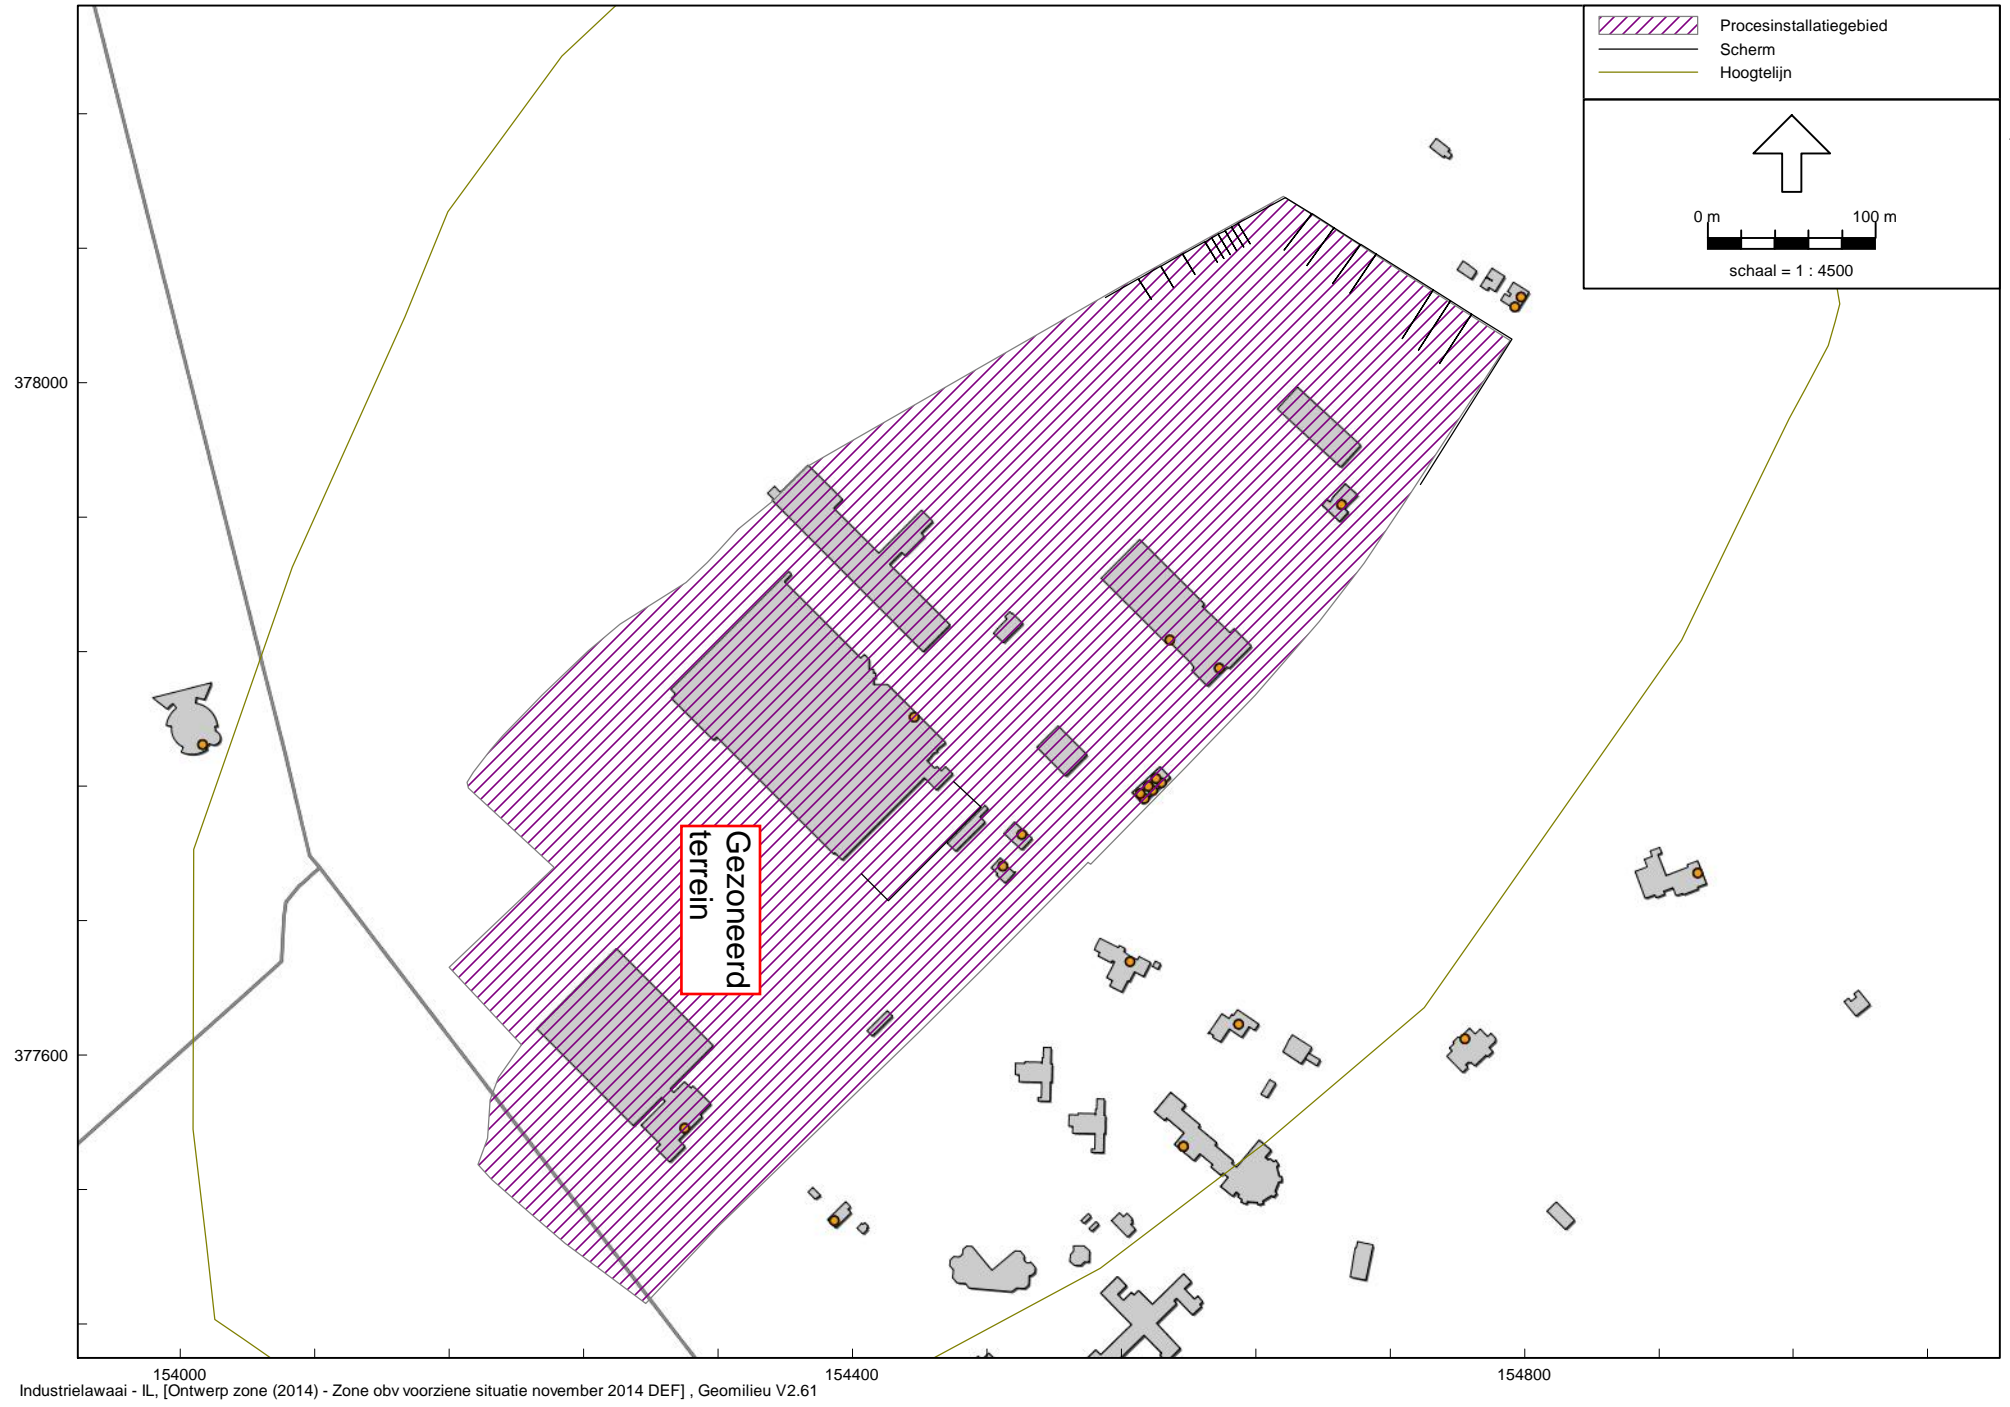 Procesinstallatiegebied
Scherm
Hoogtelijn
0 m 100 m
schaal = 1 : 4500
378000
Gezoneerd
terrein
377600
154000 154400 154800
Industrielawaai - IL, [Ontwerp zone (2014) - Zone obv voorziene situatie november 2014 DEF] , Geomilieu V2.61